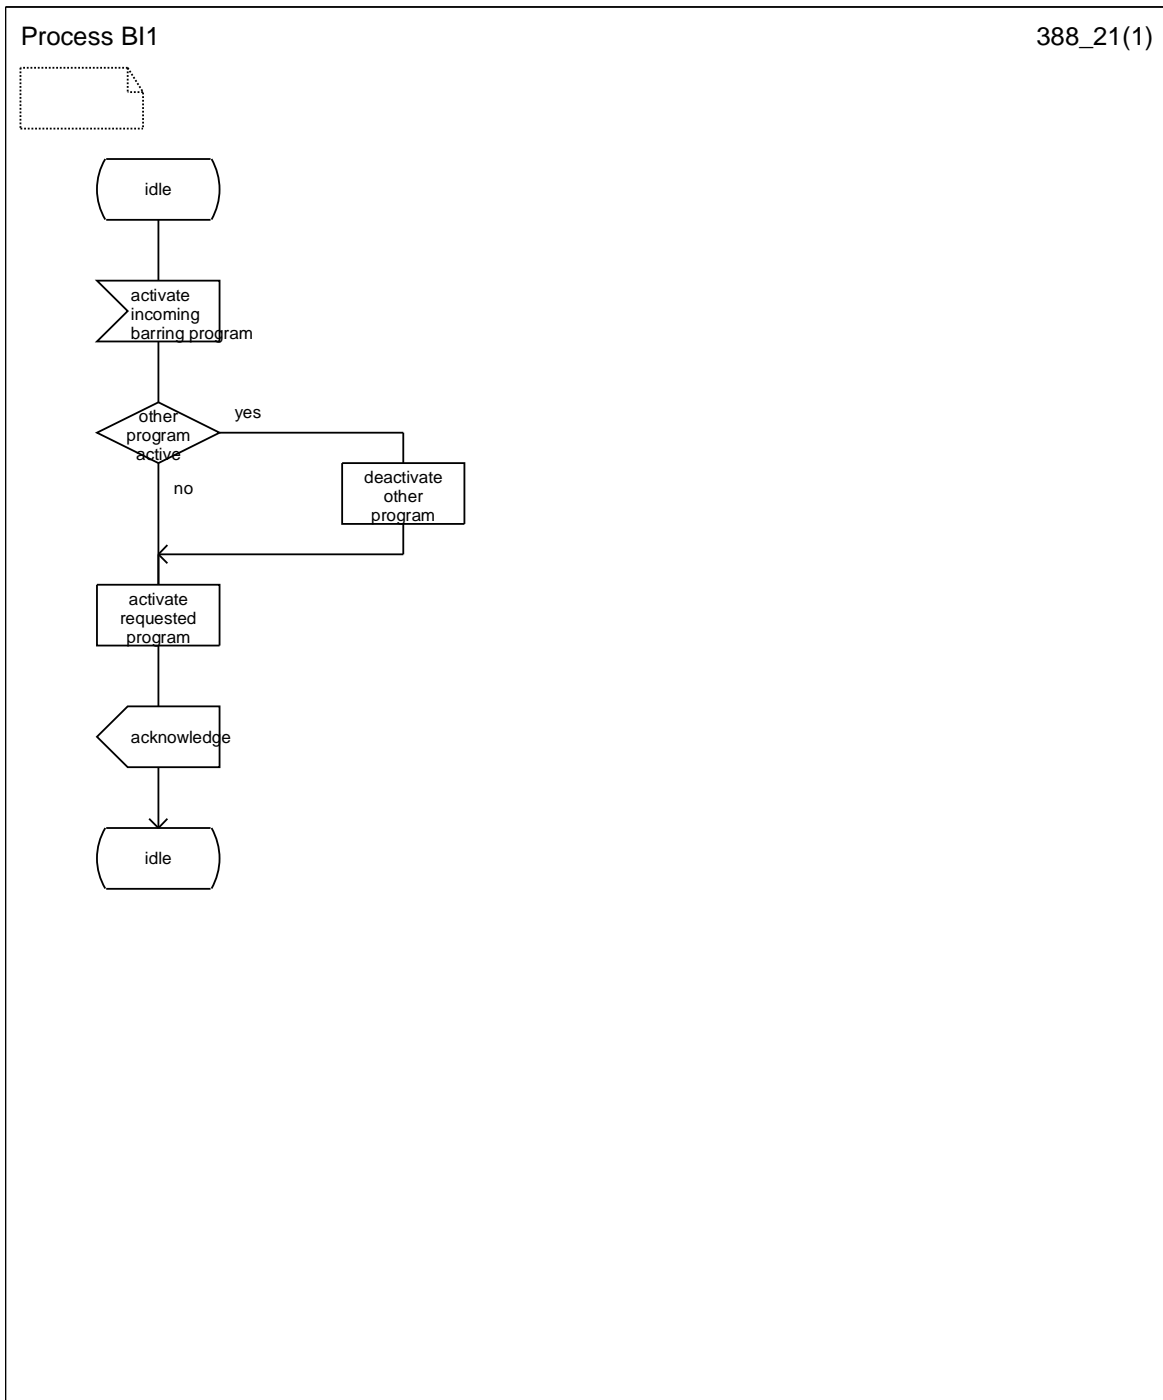 Process BI1
388_21(1)
idle
activate
incoming
barring program
other
program
active
yes
no
deactivate
other
program
activate
requested
program
acknowledge
idle